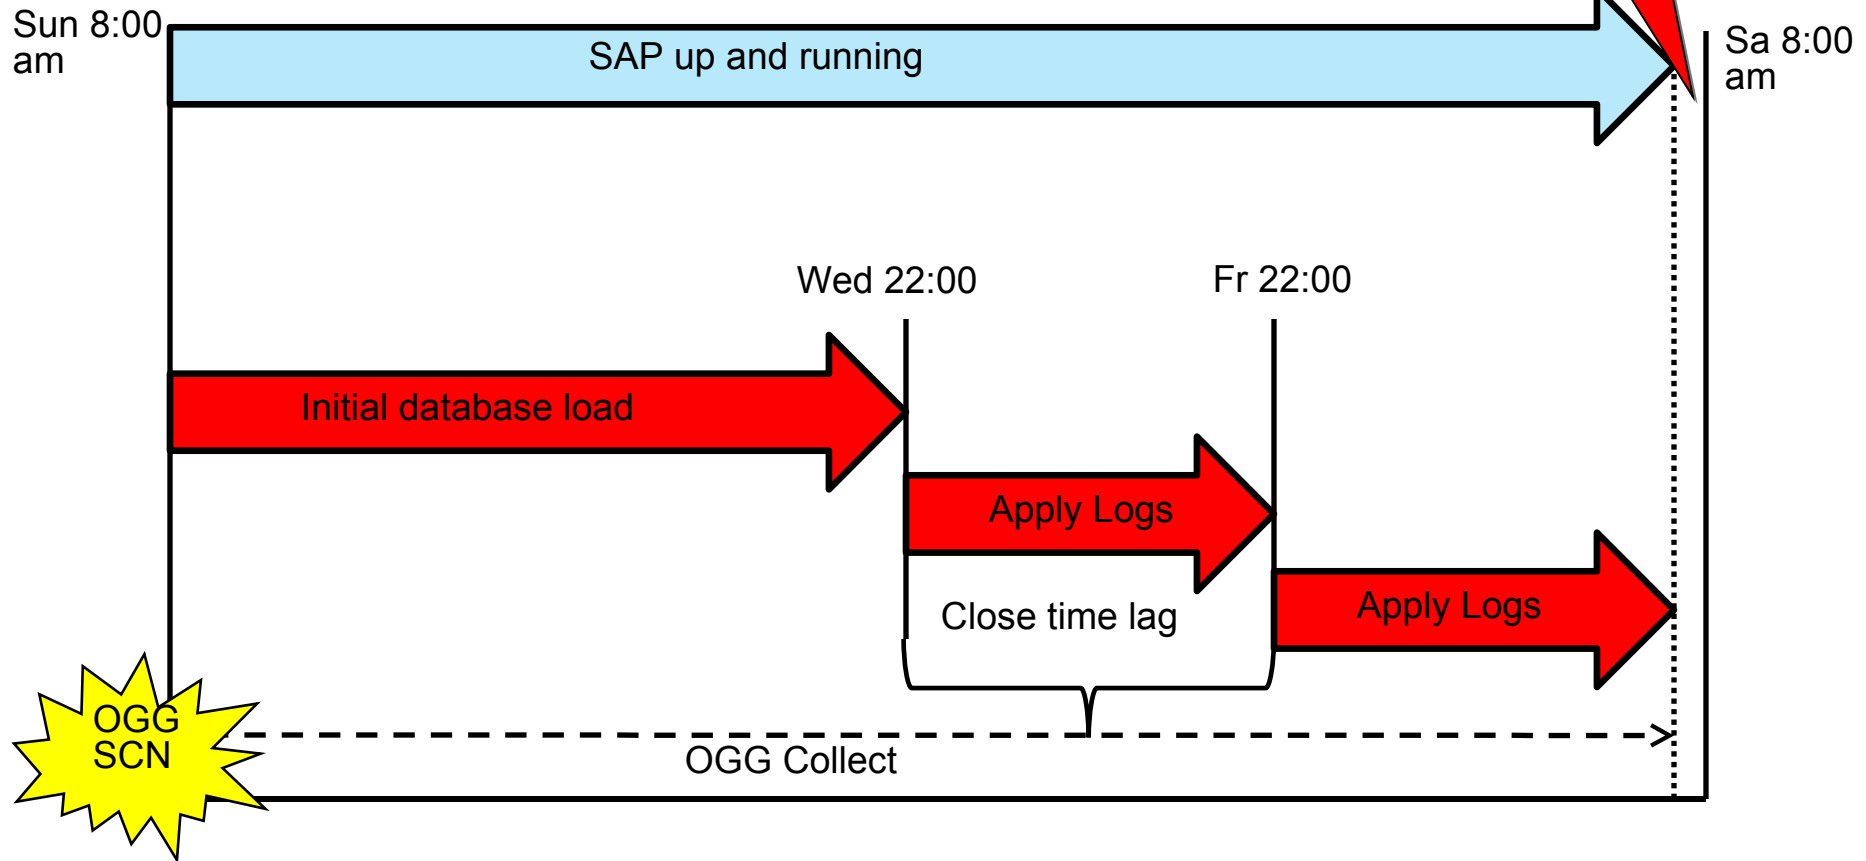 Sun 8:00
am
SAP up and running
Sa 8:00
am
Wed 22:00
Fr 22:00
Initial database load
Apply Logs
Close time lag
Apply Logs
OGG
SCN
OGG Collect